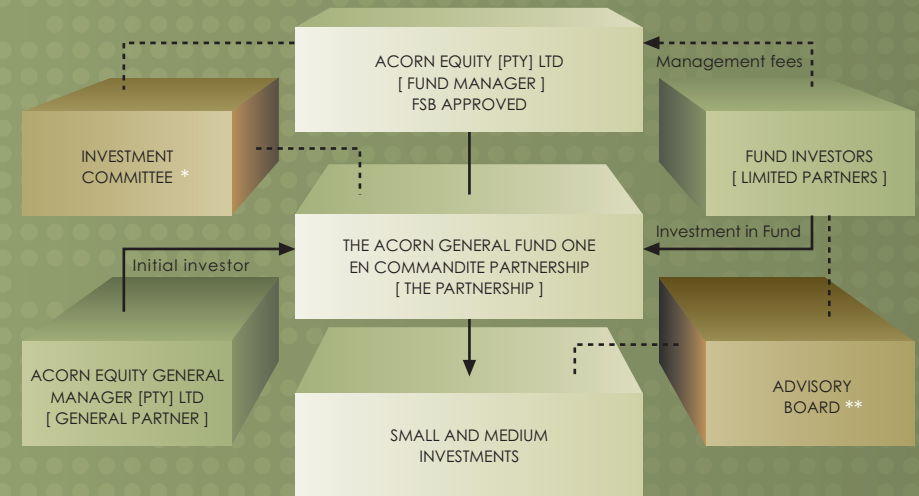 ACORN EQUITY [PTY] LTD
[ FUND MANAGER ]
FSB APPROVED
Management fees
INVESTMENT
COMMITTEE *
FUND INVESTORS
[ LIMITED PARTNERS ]
THE ACORN GENERAL FUND ONE
EN COMMANDITE PARTNERSHIP
[ THE PARTNERSHIP ]
Investment in Fund
Initial investor
ACORN EQUITY GENERAL
MANAGER [PTY] LTD
[ GENERAL PARTNER ]
ADVISORY
BOARD **
SMALL AND MEDIUM
INVESTMENTS